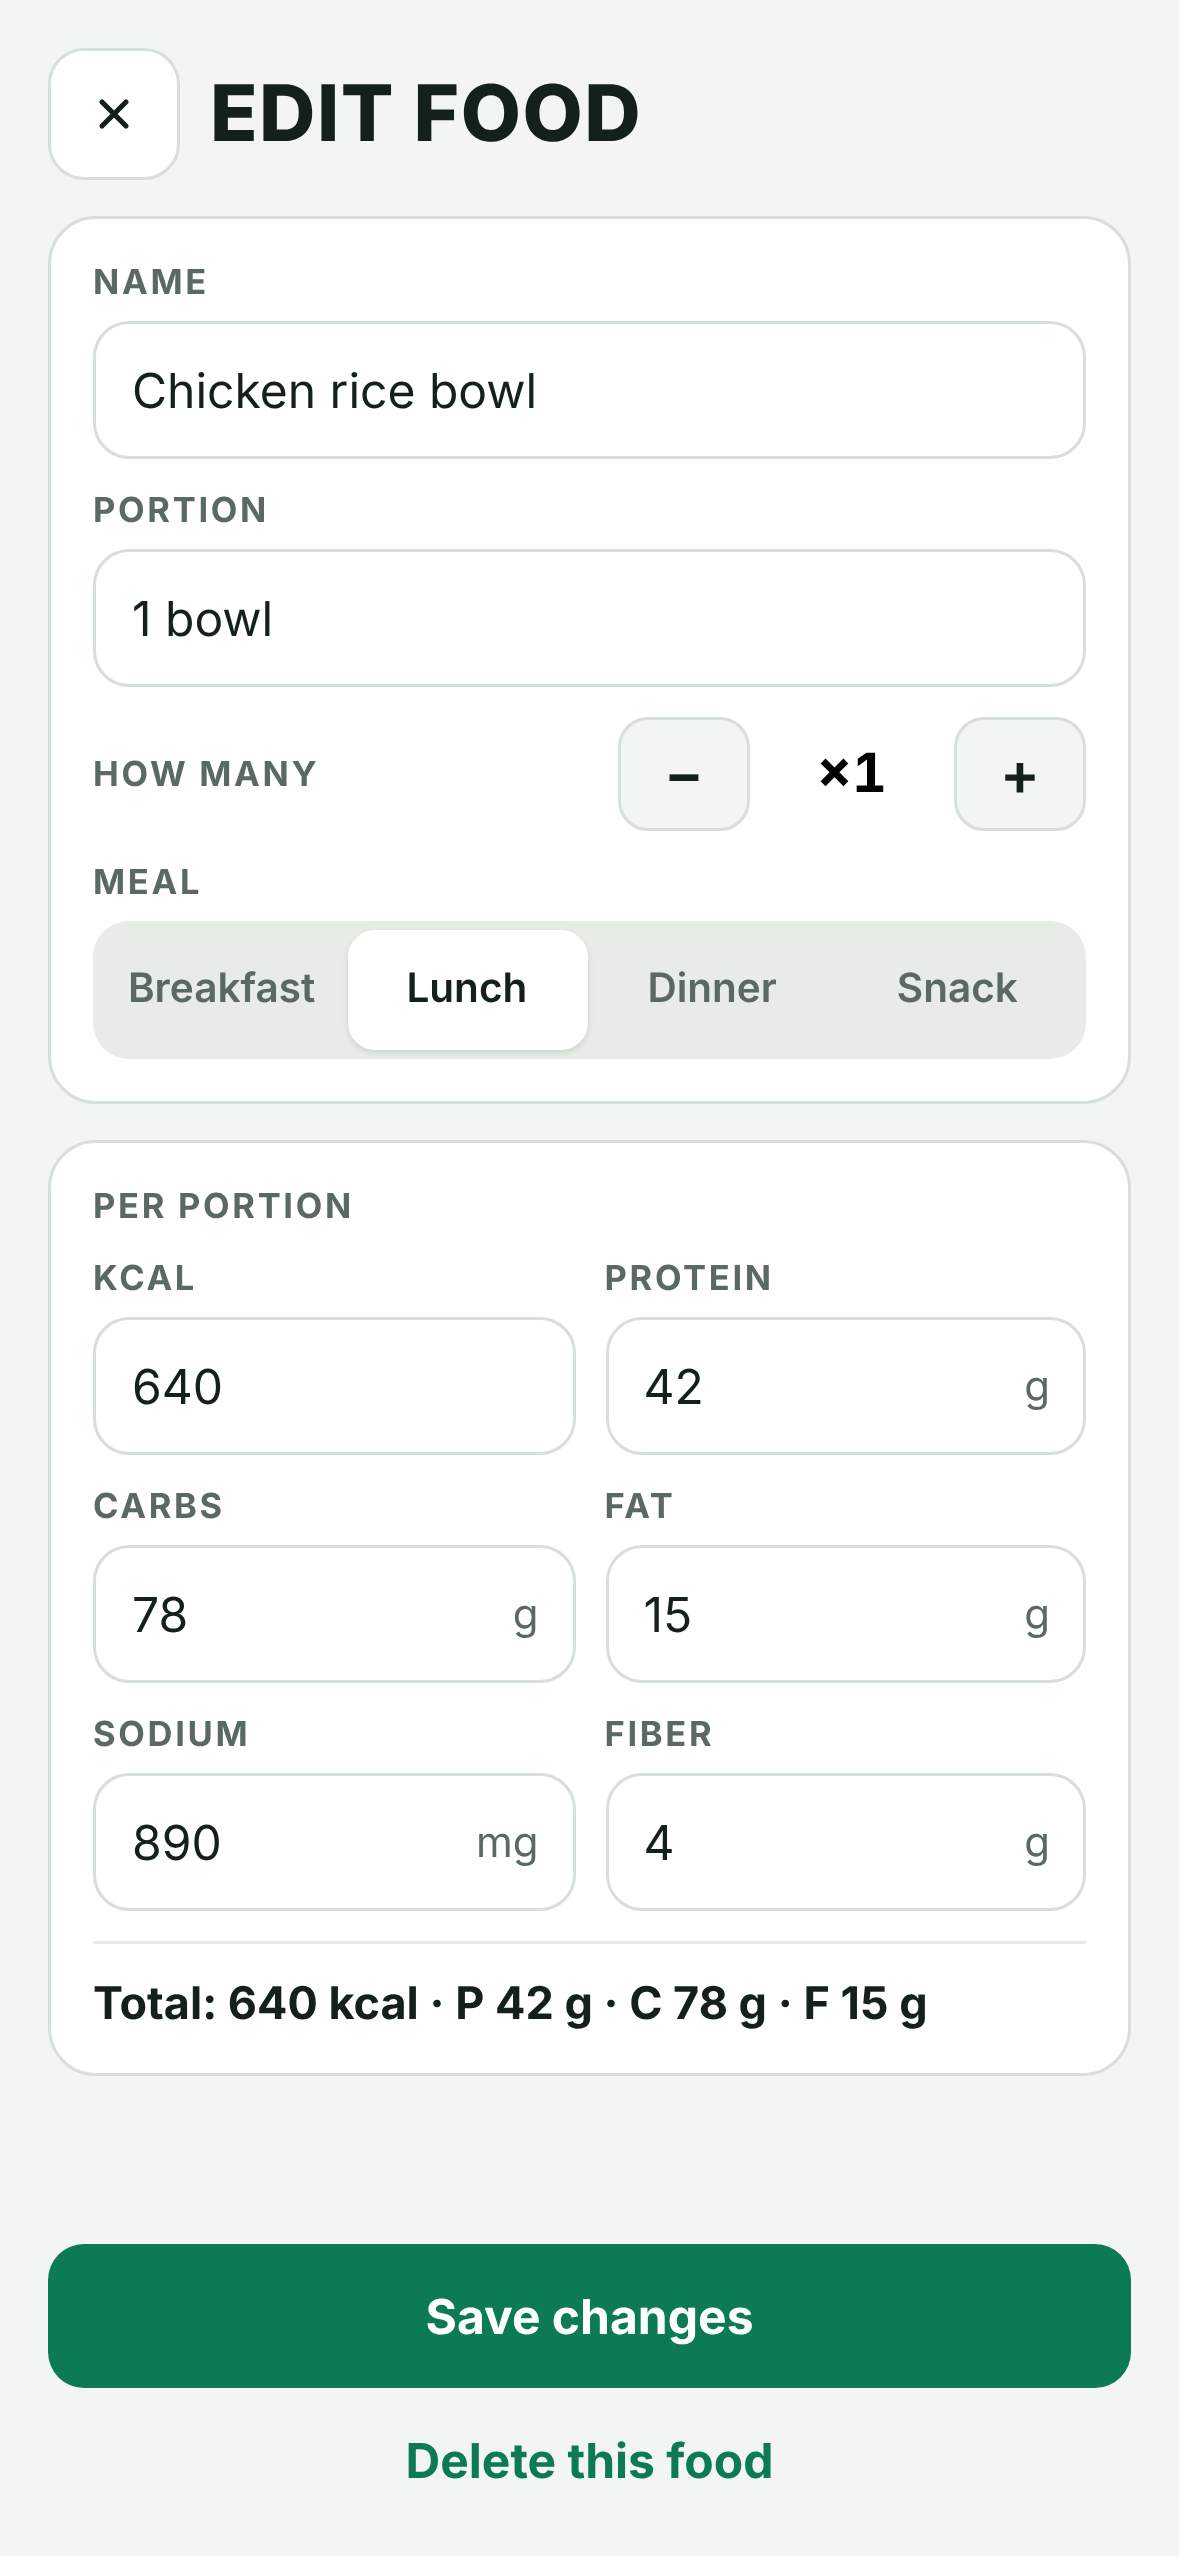 × EDIT FOOD
NAME
Chicken rice bowl
PORTION
1 bowl
HOW MANY − ×1 +
MEAL
Breakfast Lunch Dinner Snack
PER PORTION
KCAL PROTEIN
640 42 g
CARBS FAT
78 g 15 g
SODIUM FIBER
890 mg 4 g
Total: 640 kcal · P 42 g · C 78 g · F 15 g
Save changes
Delete this food